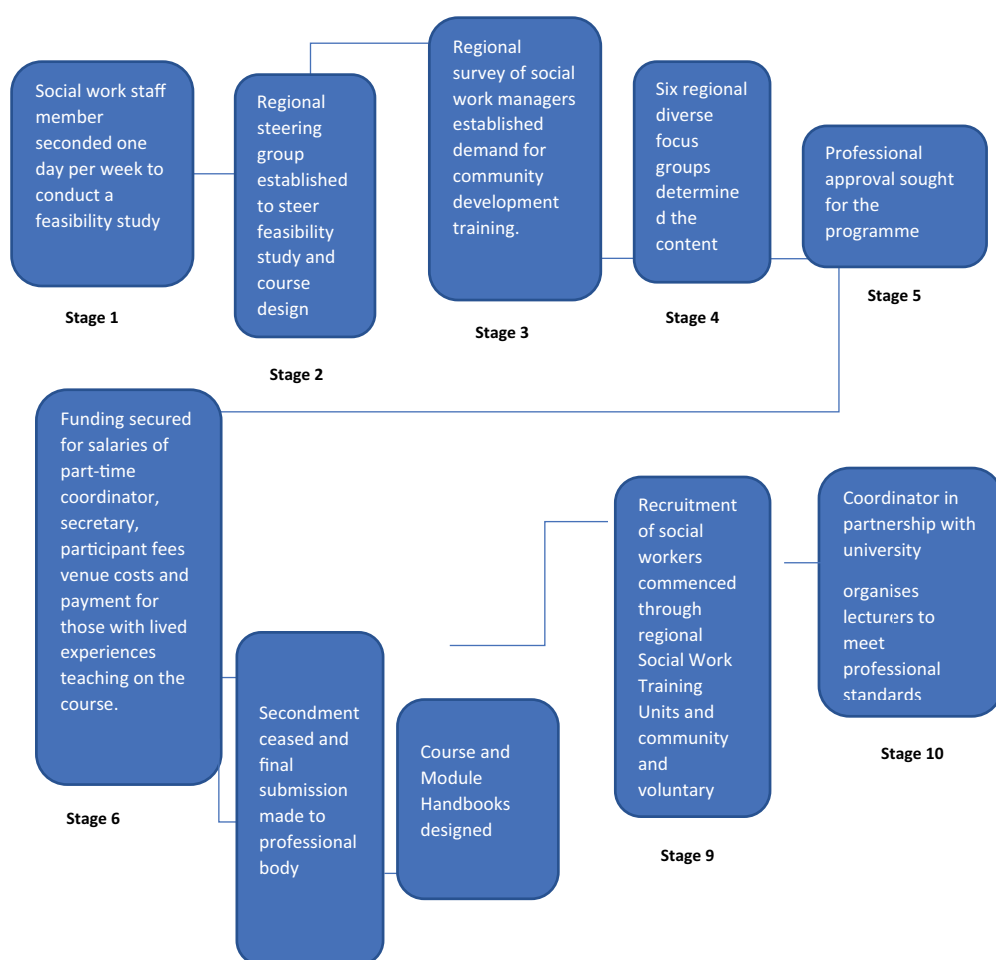 Social work staff
member
seconded one
day per week to
conduct a
feasibility study
Stage 1
Regional
steering
group
established
to steer
feasibility
study and
course
design
Stage 2
Regional
survey of social
work managers
established
demand for
community
development
training.
Stage 3
Six regional
diverse
focus
groups
determine
d the
content
Stage 4
Professional
approval sought
for the
programme
Stage 5
Funding secured
for salaries of
part-time
coordinator,
secretary,
participant fees
venue costs and
payment for
those with lived
experiences
teaching on the
course.
Stage 6
Secondment
ceased and
final
submission
made to
professional
body
Course and
Module
Handbooks
designed
Recruitment
of social
workers
commenced
through
regional
Social Work
Training
Units and
community
and
voluntary
Stage 9
Coordinator in
partnership with
university
organises
lecturers to
meet
professional
standards
Stage 10